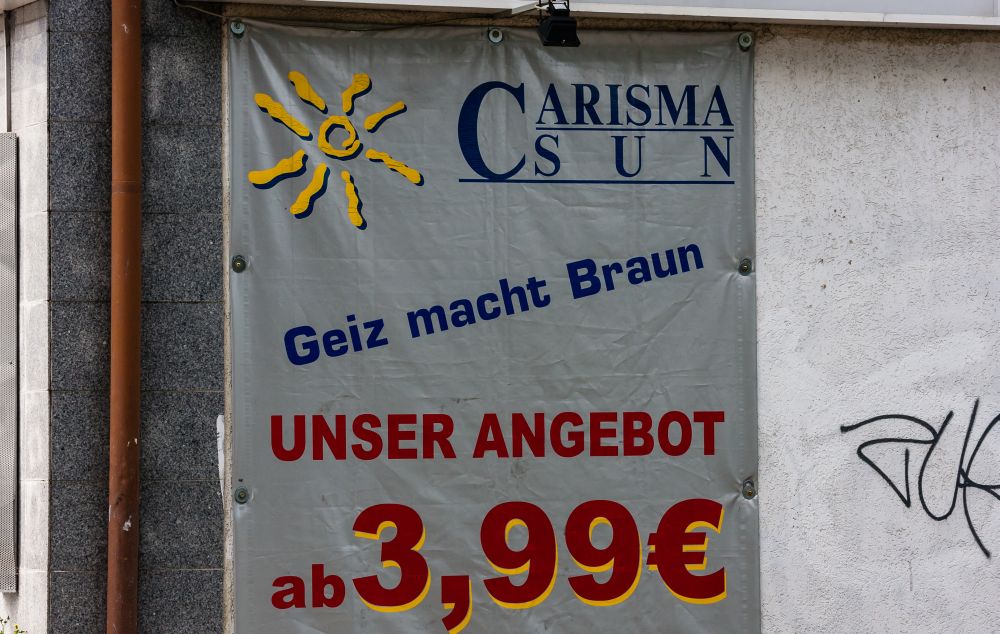 CARISMA
SUN
Geiz macht Braun
UNSER ANGEBOT
ab 3,99€